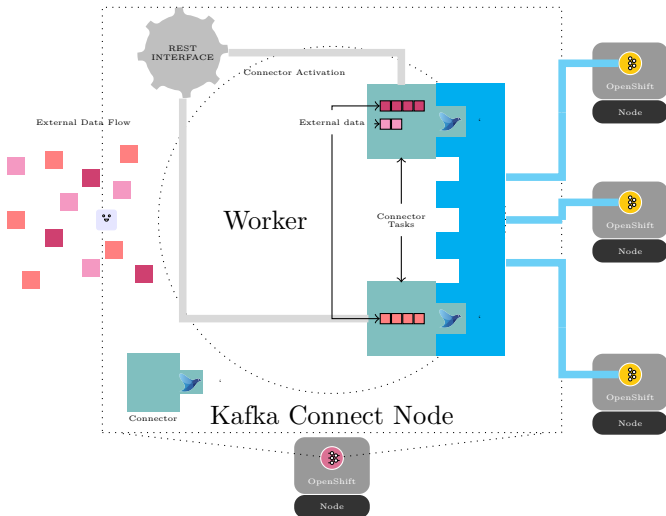 REST
INTERFACE
Connector Activation
External Data Flow
External data
Worker
Connector
Tasks
Connector
Kafka Connect Node
OpenShift
Node
OpenShift
Node
OpenShift
Node
OpenShift
Node